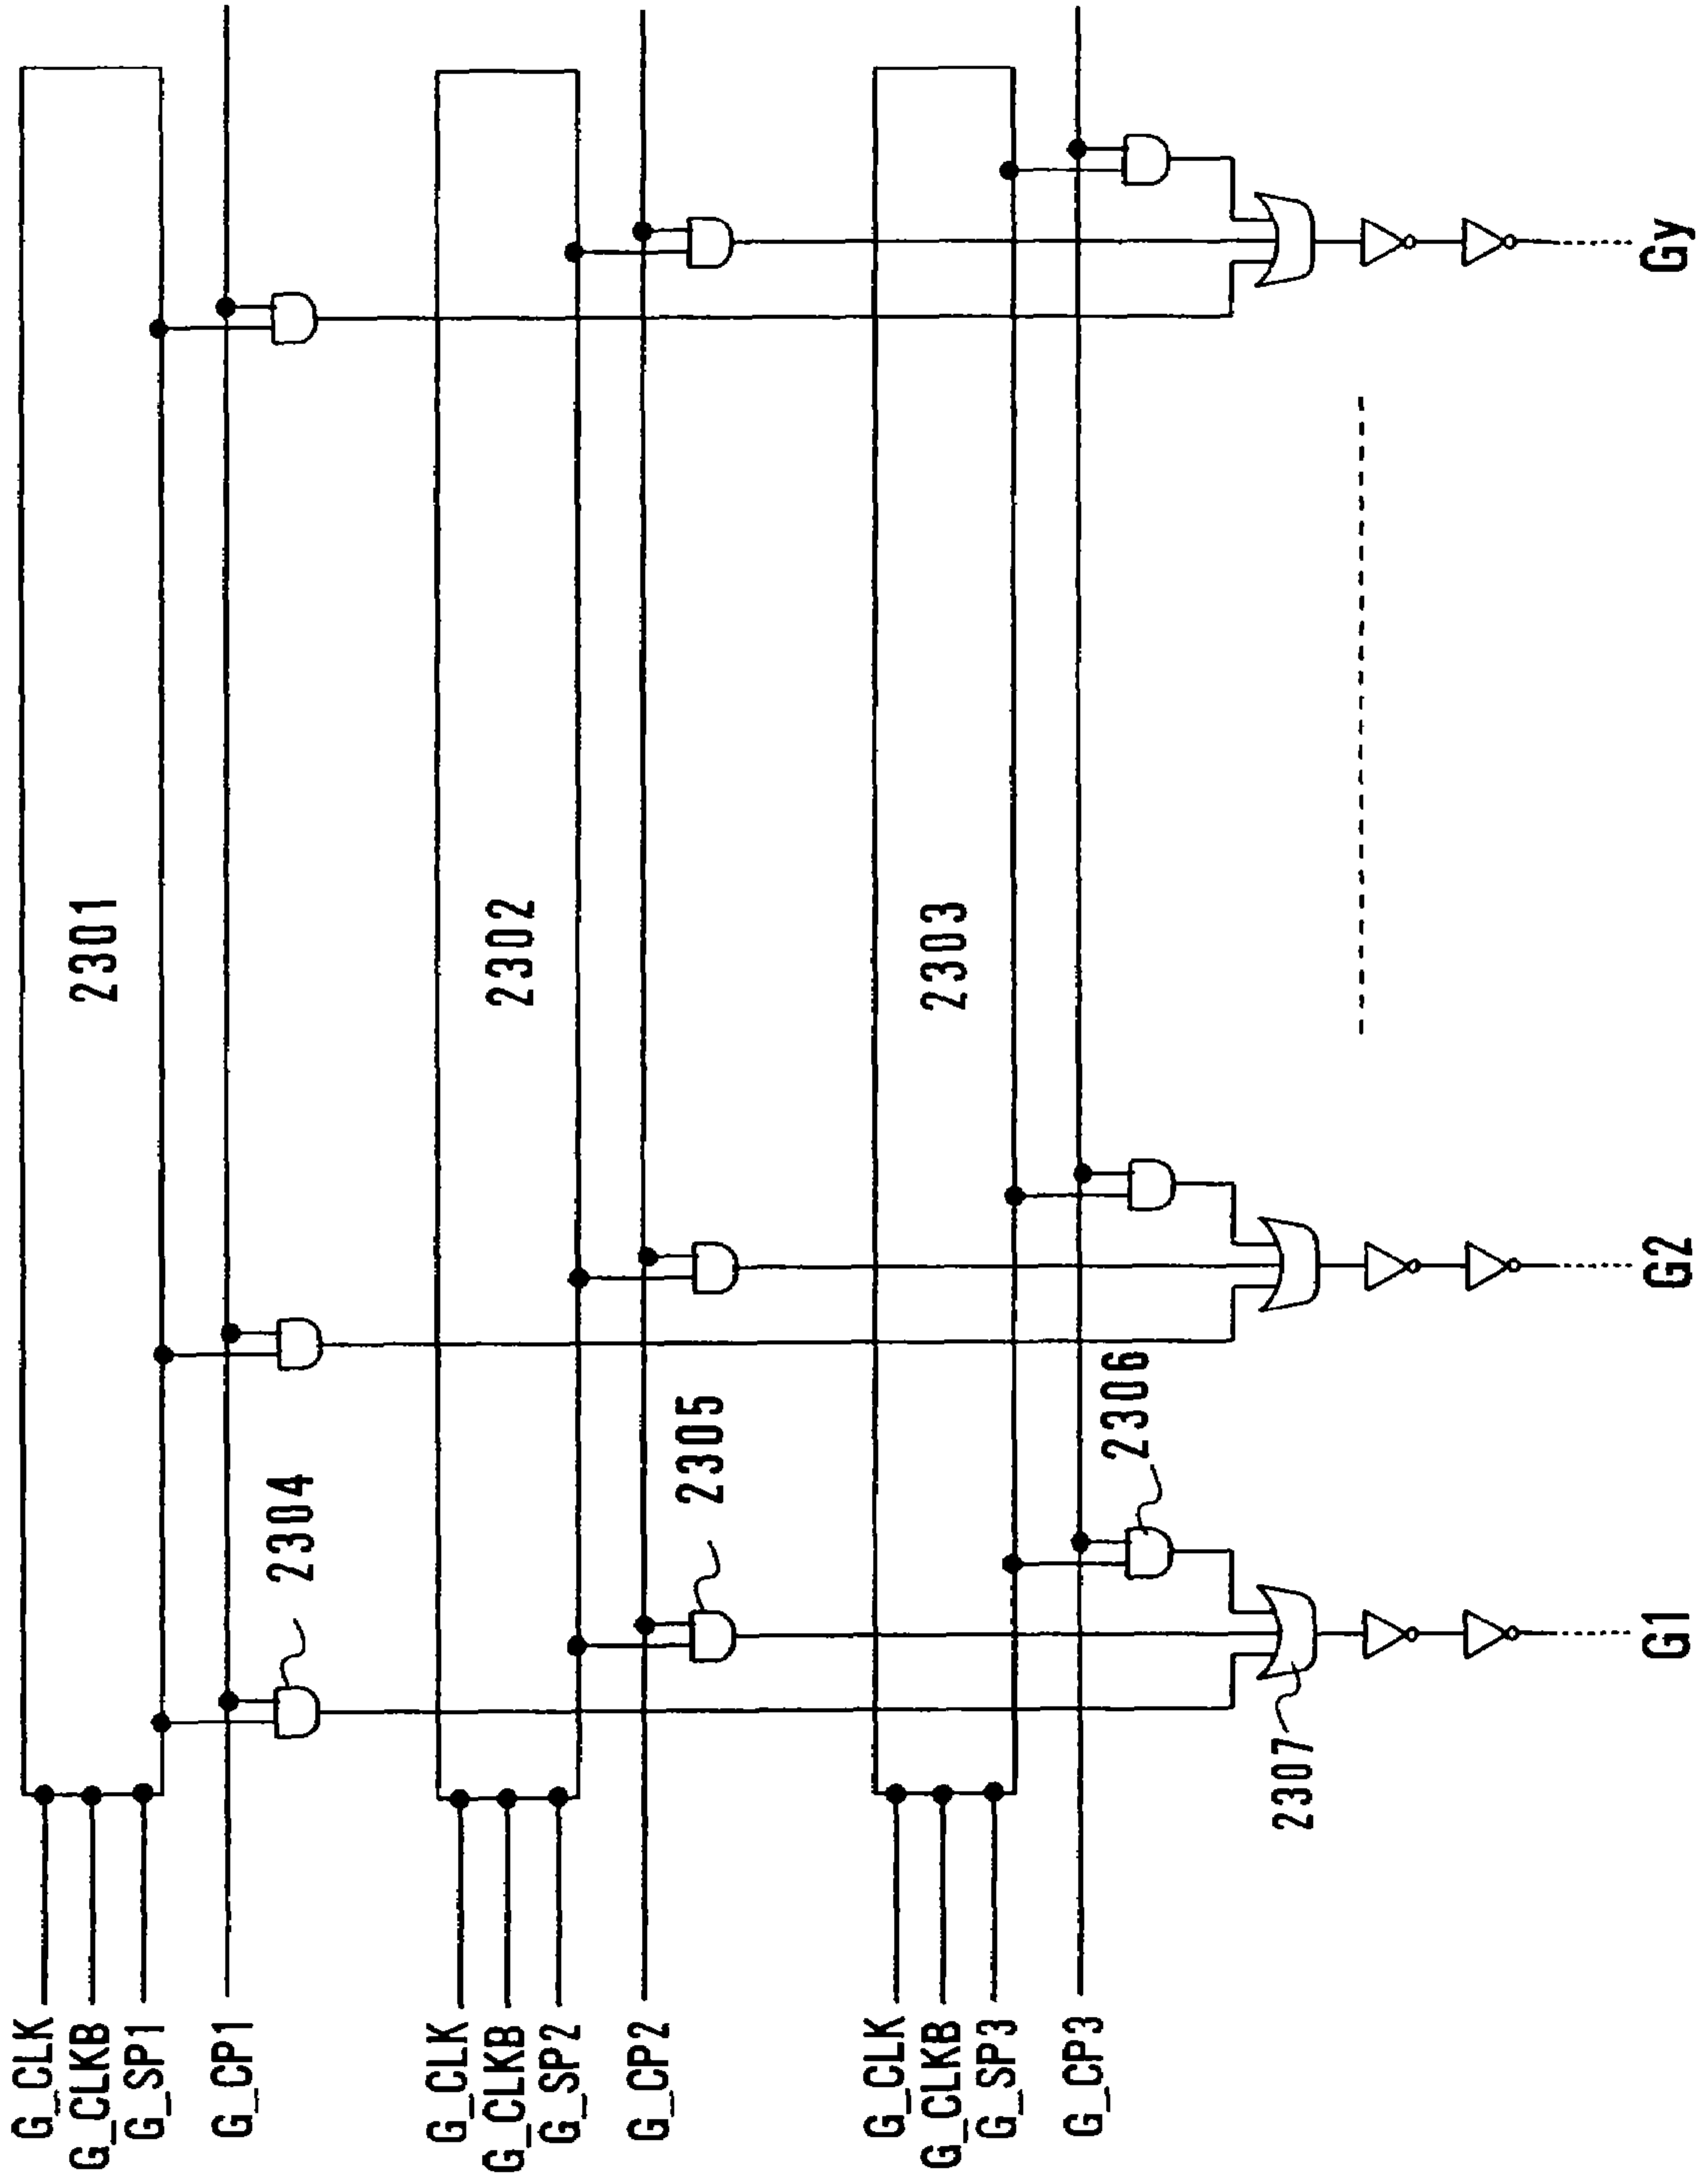 G_CLK
G_CLKB
G_SP1
G_CP1
2301
2304
G_CLK
G_CLKB
G_SP2
G_CP2
2302
2305
G_CLK
G_CLKB
G_SP3
G_CP3
2303
2306
2307
G1
G2
Gy